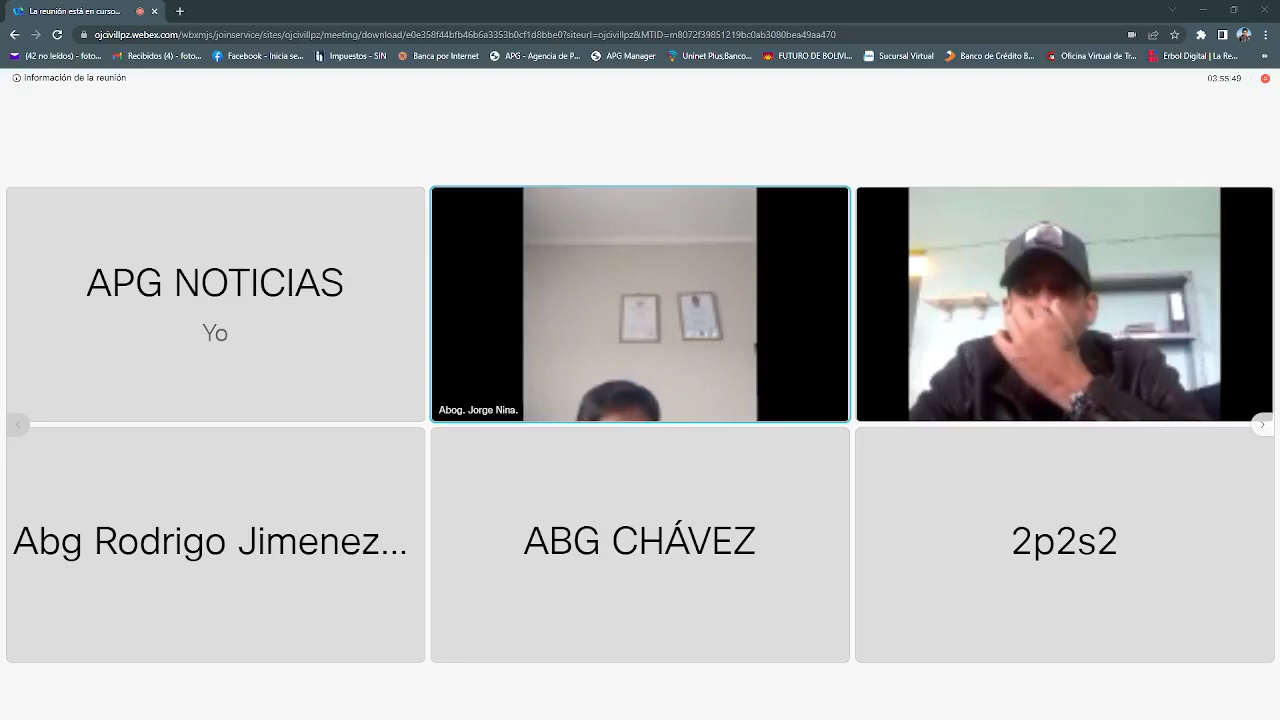 La reunión está en curso...
ojcivillpz.webex.com/wbxmjs/joinservice/sites/ojcivillpz/meeting/download/e0e358f44b1b46b6a3353b0cf1d9bbe0?siteurl=ojcivillpz&MTID=m8072f39851219bc0ab3080bea49aa470
(42 no leídos) - foto...
Recibidos (4) - foto...
Facebook - Inicia se...
Impuestos - SIN
Banca por Internet
APG - Agencia de P...
APG Manager
Uninet Plus,Banco...
FUTURO DE BOLIVI...
Sucursal Virtual
Banco de Crédito B...
Oficina Virtual de Tr...
Erbol Digital | La Re...
»
Información de la reunión
03:55:49
APG NOTICIAS
Yo
Abog. Jorge Nina.
Abg Rodrigo Jimenez...
ABG CHÁVEZ
2p2s2